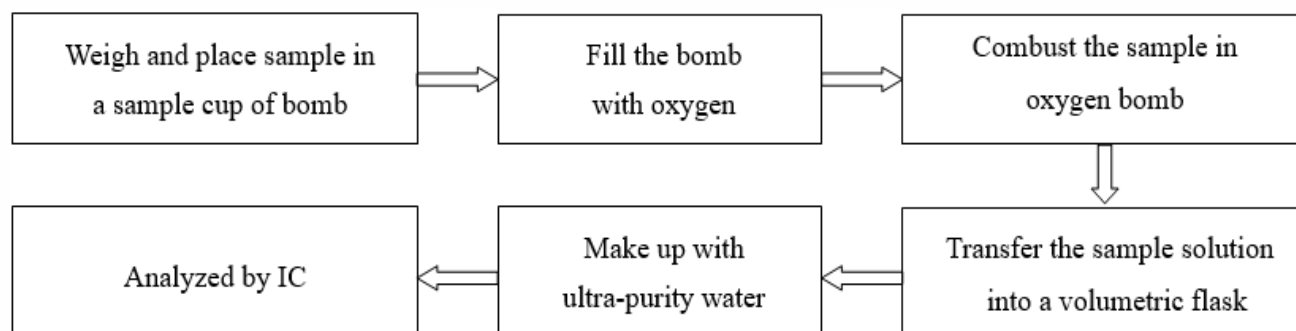 Weigh and place sample in
a sample cup of bomb
Fill the bomb
with oxygen
Combust the sample in
oxygen bomb
Transfer the sample solution
into a volumetric flask
Make up with
ultra-purity water
Analyzed by IC